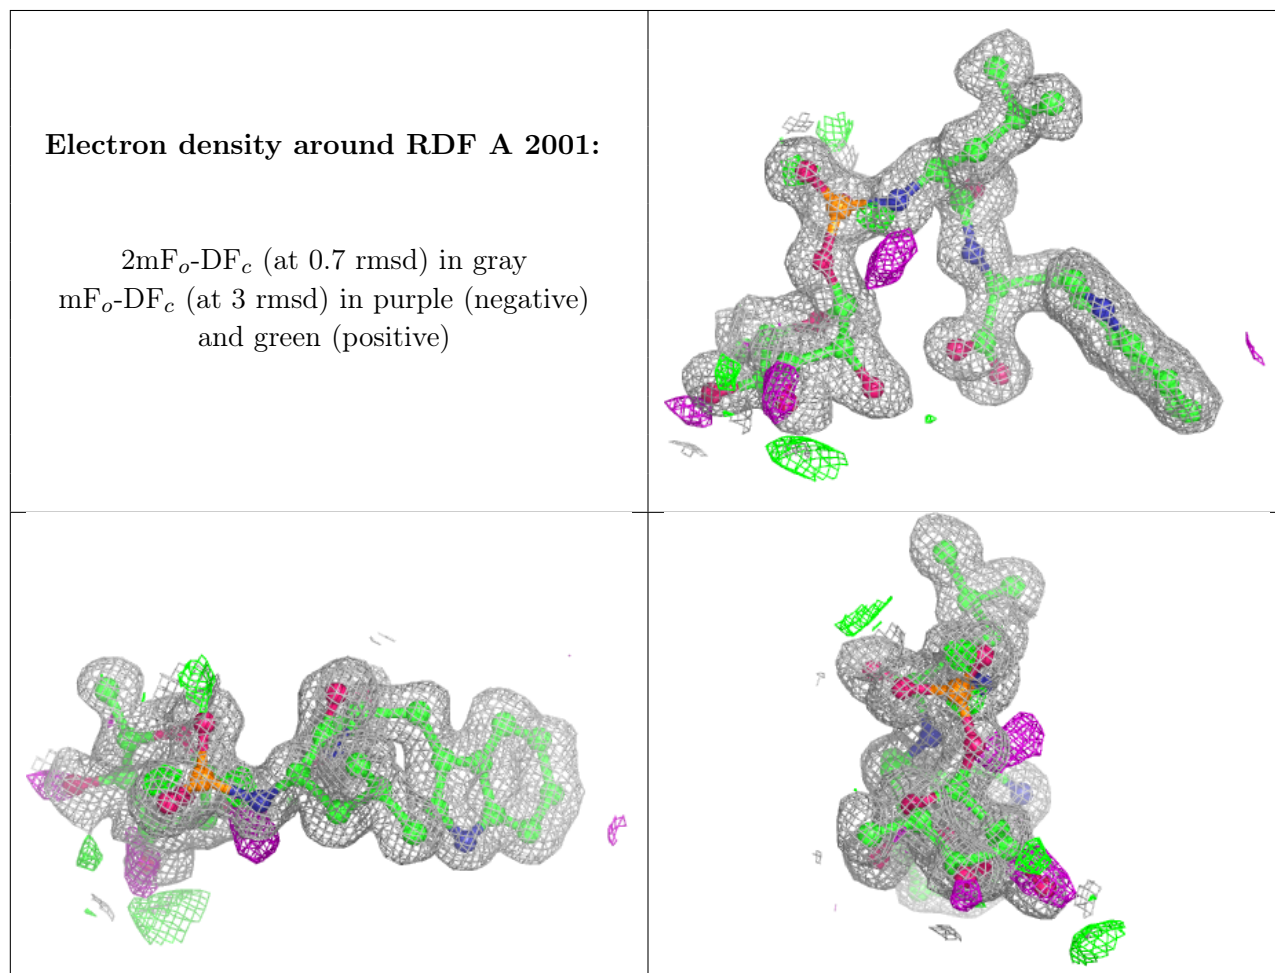 Electron density around RDF A 2001:
2mFo-DFc (at 0.7 rmsd) in gray
mFo-DFc (at 3 rmsd) in purple (negative)
and green (positive)